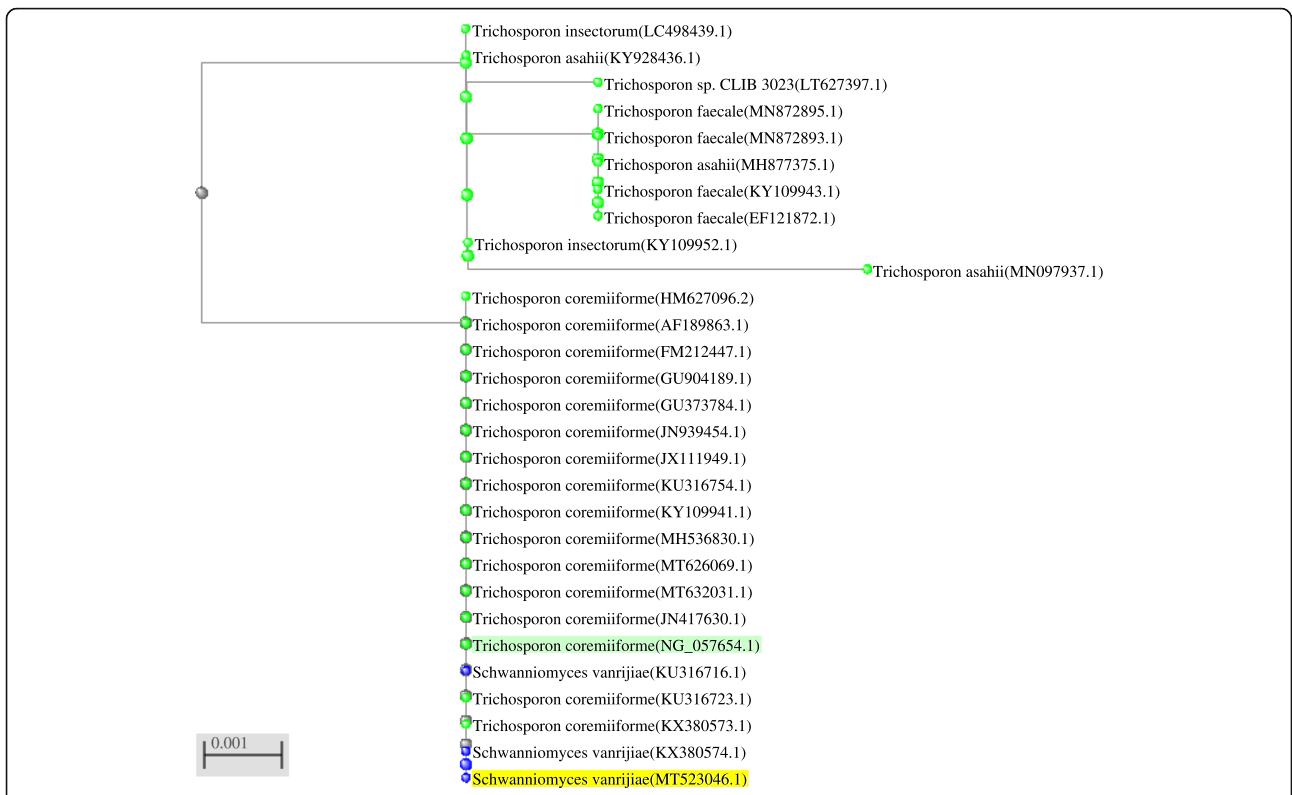 Trichosporon insectorum(LC498439.1)
Trichosporon asahii(KY928436.1)
Trichosporon sp. CLIB 3023(LT627397.1)
Trichosporon faecale(MN872895.1)
Trichosporon faecale(MN872893.1)
Trichosporon asahii(MH877375.1)
Trichosporon faecale(KY109943.1)
Trichosporon faecale(EF121872.1)
Trichosporon insectorum(KY109952.1)
Trichosporon asahii(MN097937.1)
Trichosporon coremiiforme(HM627096.2)
Trichosporon coremiiforme(AF189863.1)
Trichosporon coremiiforme(FM212447.1)
Trichosporon coremiiforme(GU904189.1)
Trichosporon coremiiforme(GU373784.1)
Trichosporon coremiiforme(JN939454.1)
Trichosporon coremiiforme(JX111949.1)
Trichosporon coremiiforme(KU316754.1)
Trichosporon coremiiforme(KY109941.1)
Trichosporon coremiiforme(MH536830.1)
Trichosporon coremiiforme(MT626069.1)
Trichosporon coremiiforme(MT632031.1)
Trichosporon coremiiforme(JN417630.1)
Trichosporon coremiiforme(NG_057654.1)
Schwanniomyces vanrijiae(KU316716.1)
Trichosporon coremiiforme(KU316723.1)
Trichosporon coremiiforme(KX380573.1)
Schwanniomyces vanrijiae(KX380574.1)
Schwanniomyces vanrijiae(MT523046.1)
0.001